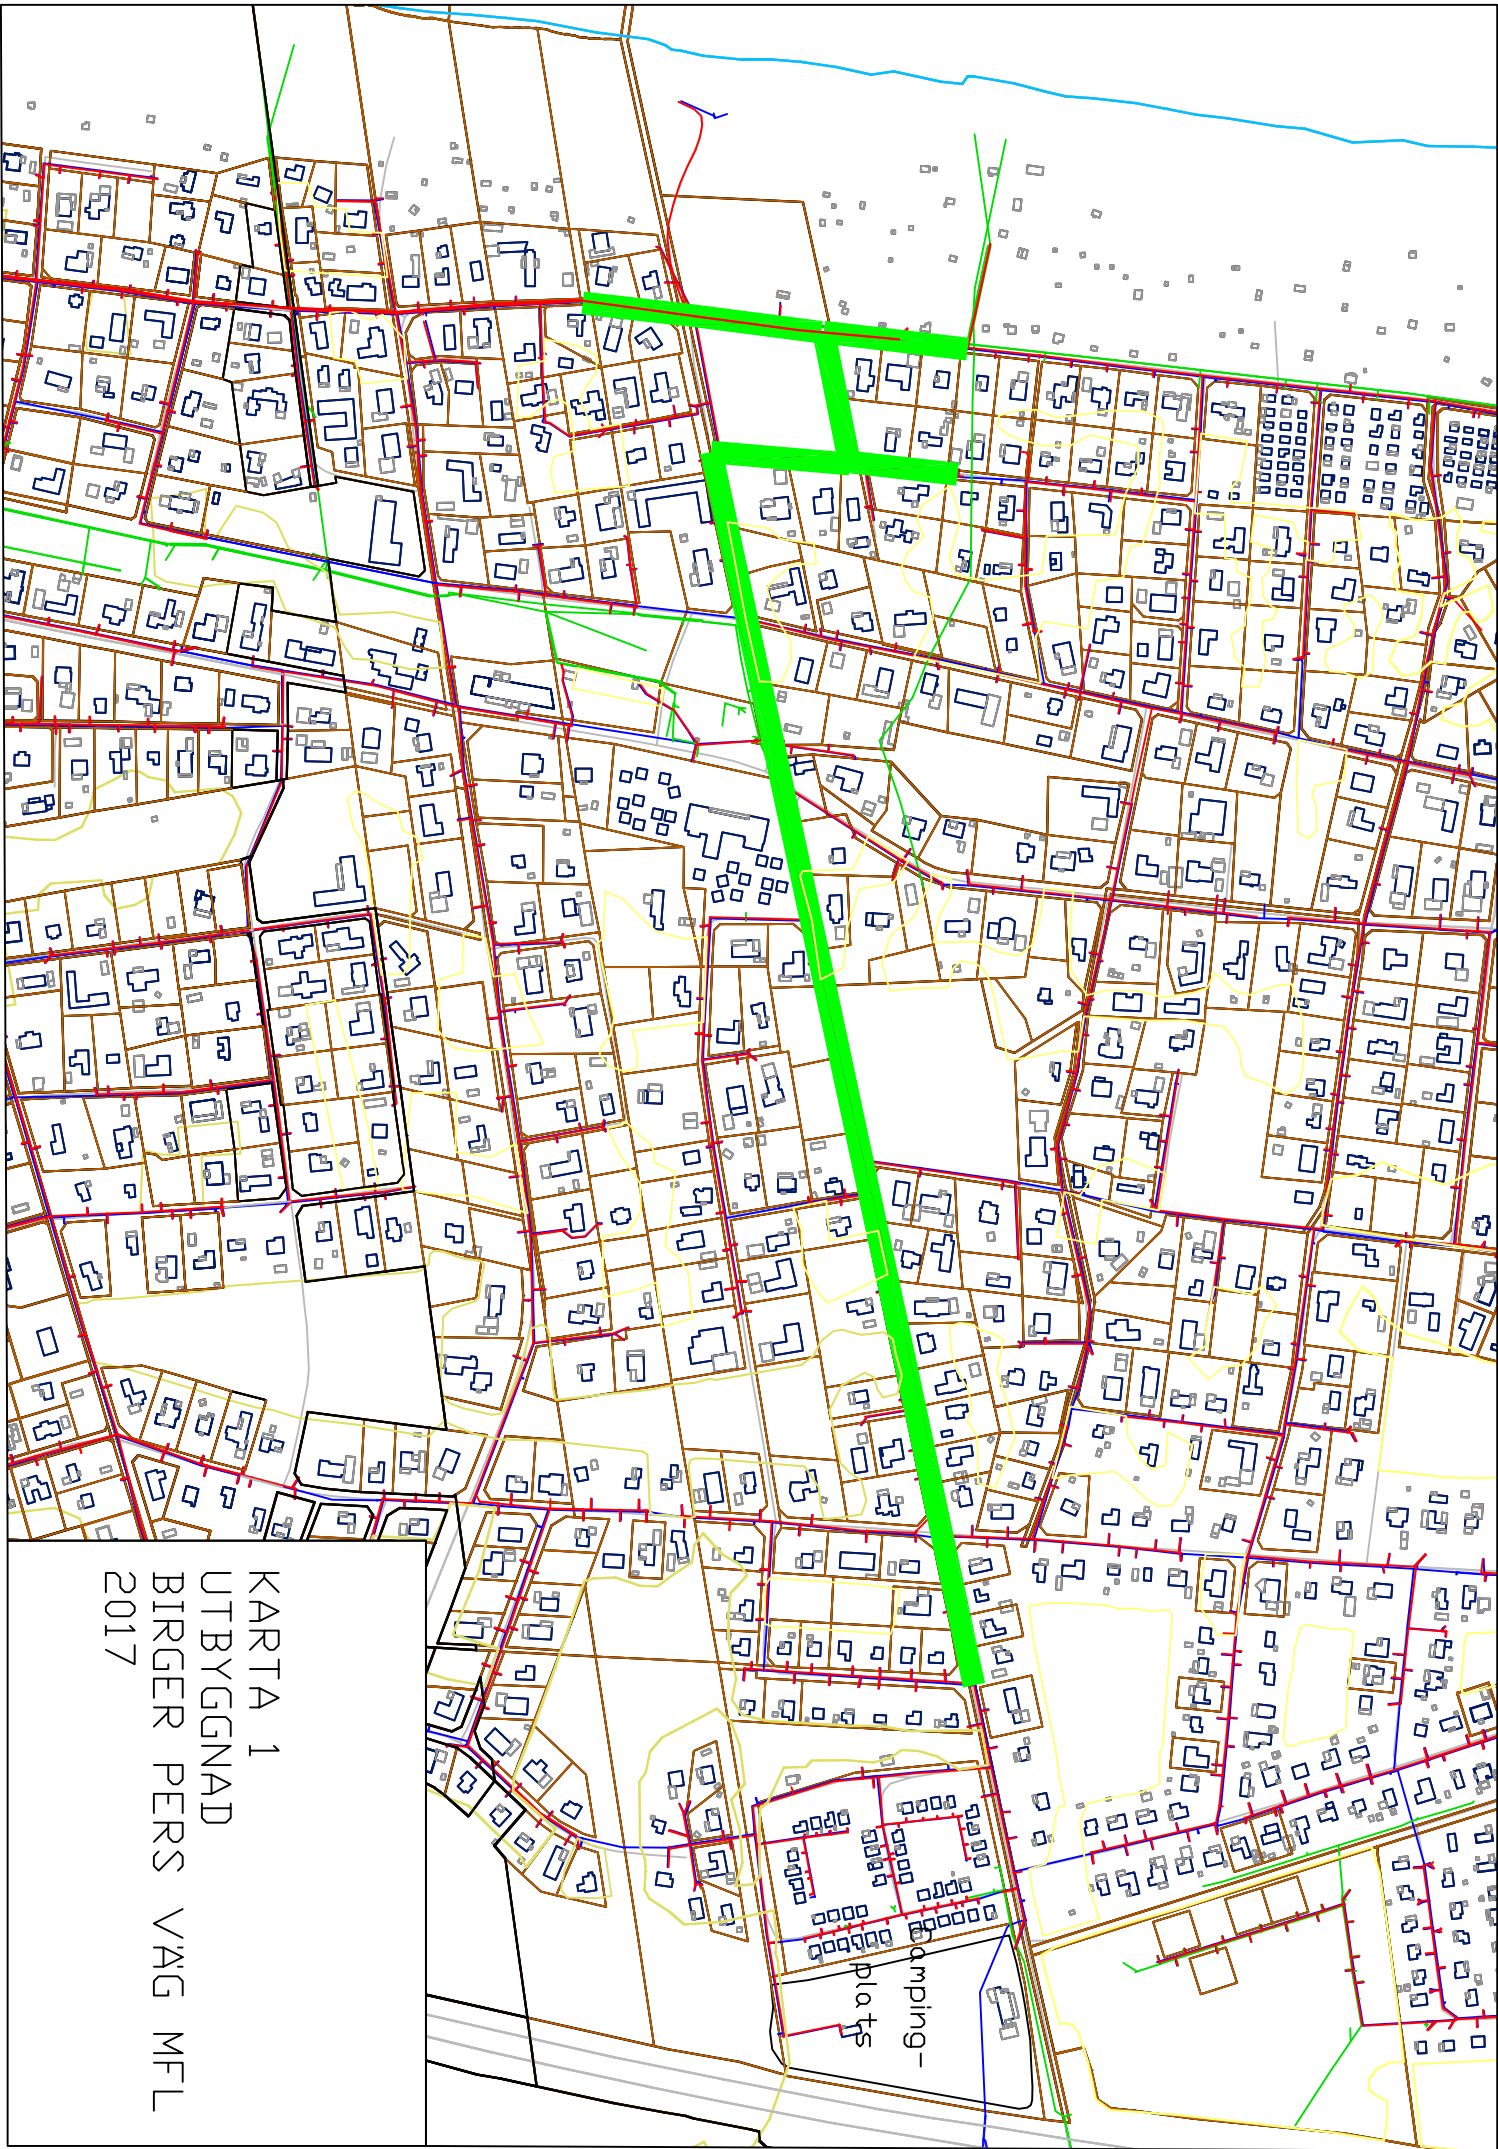 KARTA 1
UTBYGGNAD
BIRGER PERS VÄG MFL
2017
Camping-
plats